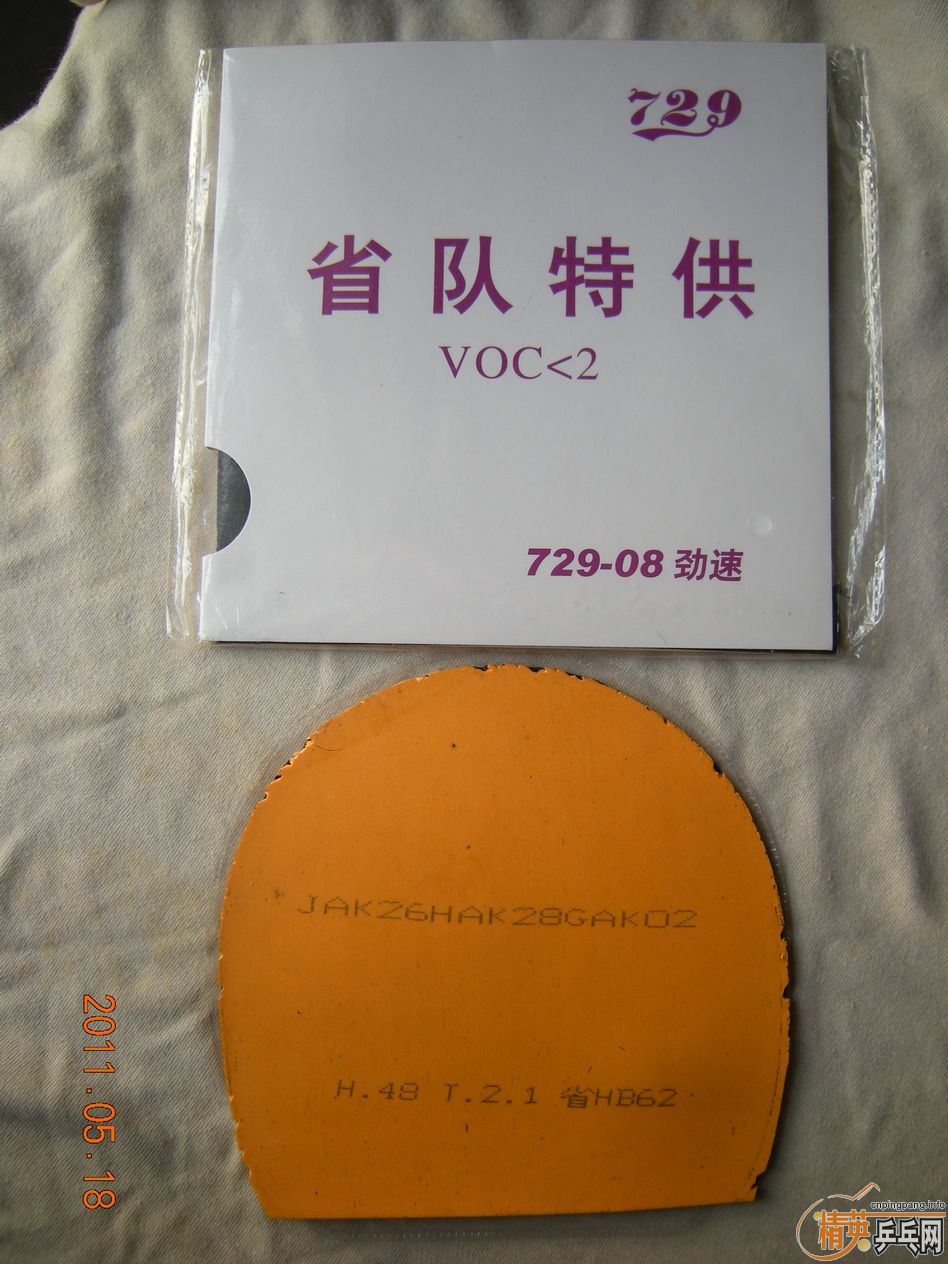 729
省队特供
VOC<2
729-08 劲速
JAK26HAK28GAK02
H.48 T.2.1 省HB62
2011.05.18
cnpingpang.info
精英乒乓网